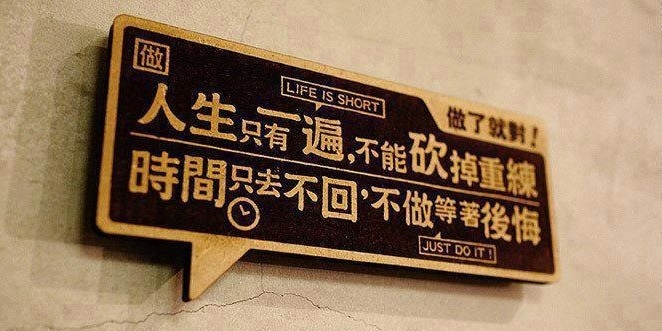 做
LIFE IS SHORT
做了就對！
人生只有一遍,不能砍掉重練
時間只去不回,不做等著後悔
JUST DO IT !